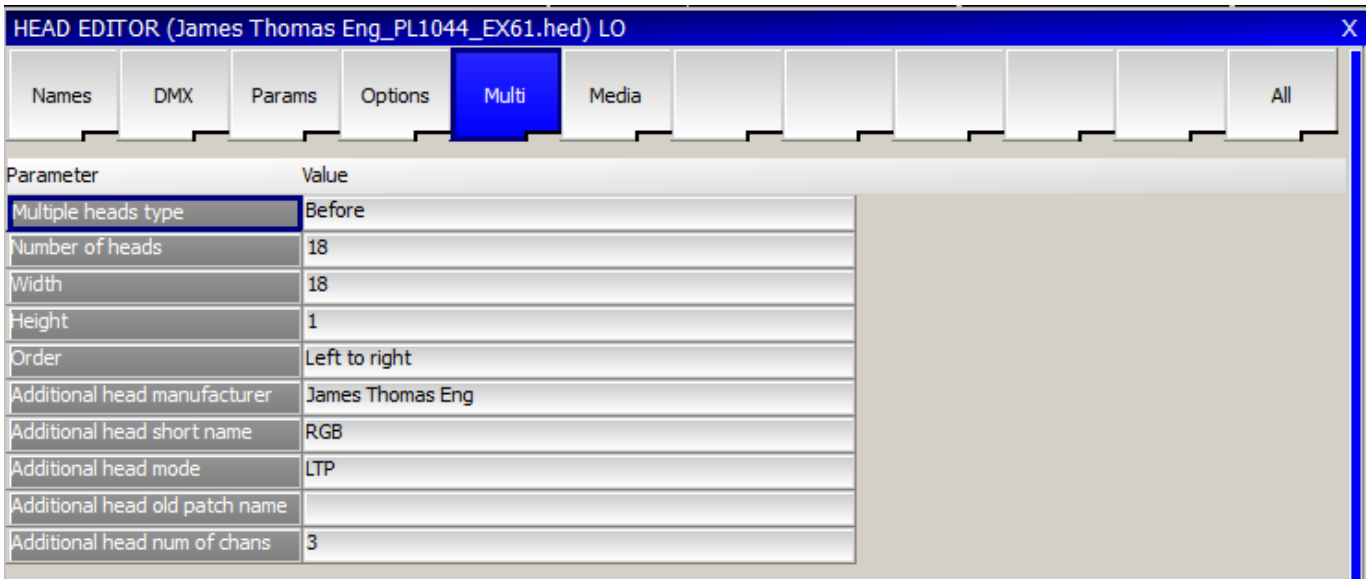 HEAD EDITOR (James Thomas Eng_PL1044_EX61.hed) LO X
Names DMX Params Options Multi Media All
Parameter Value
Multiple heads type Before
Number of heads 18
Width 18
Height 1
Order Left to right
Additional head manufacturer James Thomas Eng
Additional head short name RGB
Additional head mode LTP
Additional head old patch name
Additional head num of chans 3